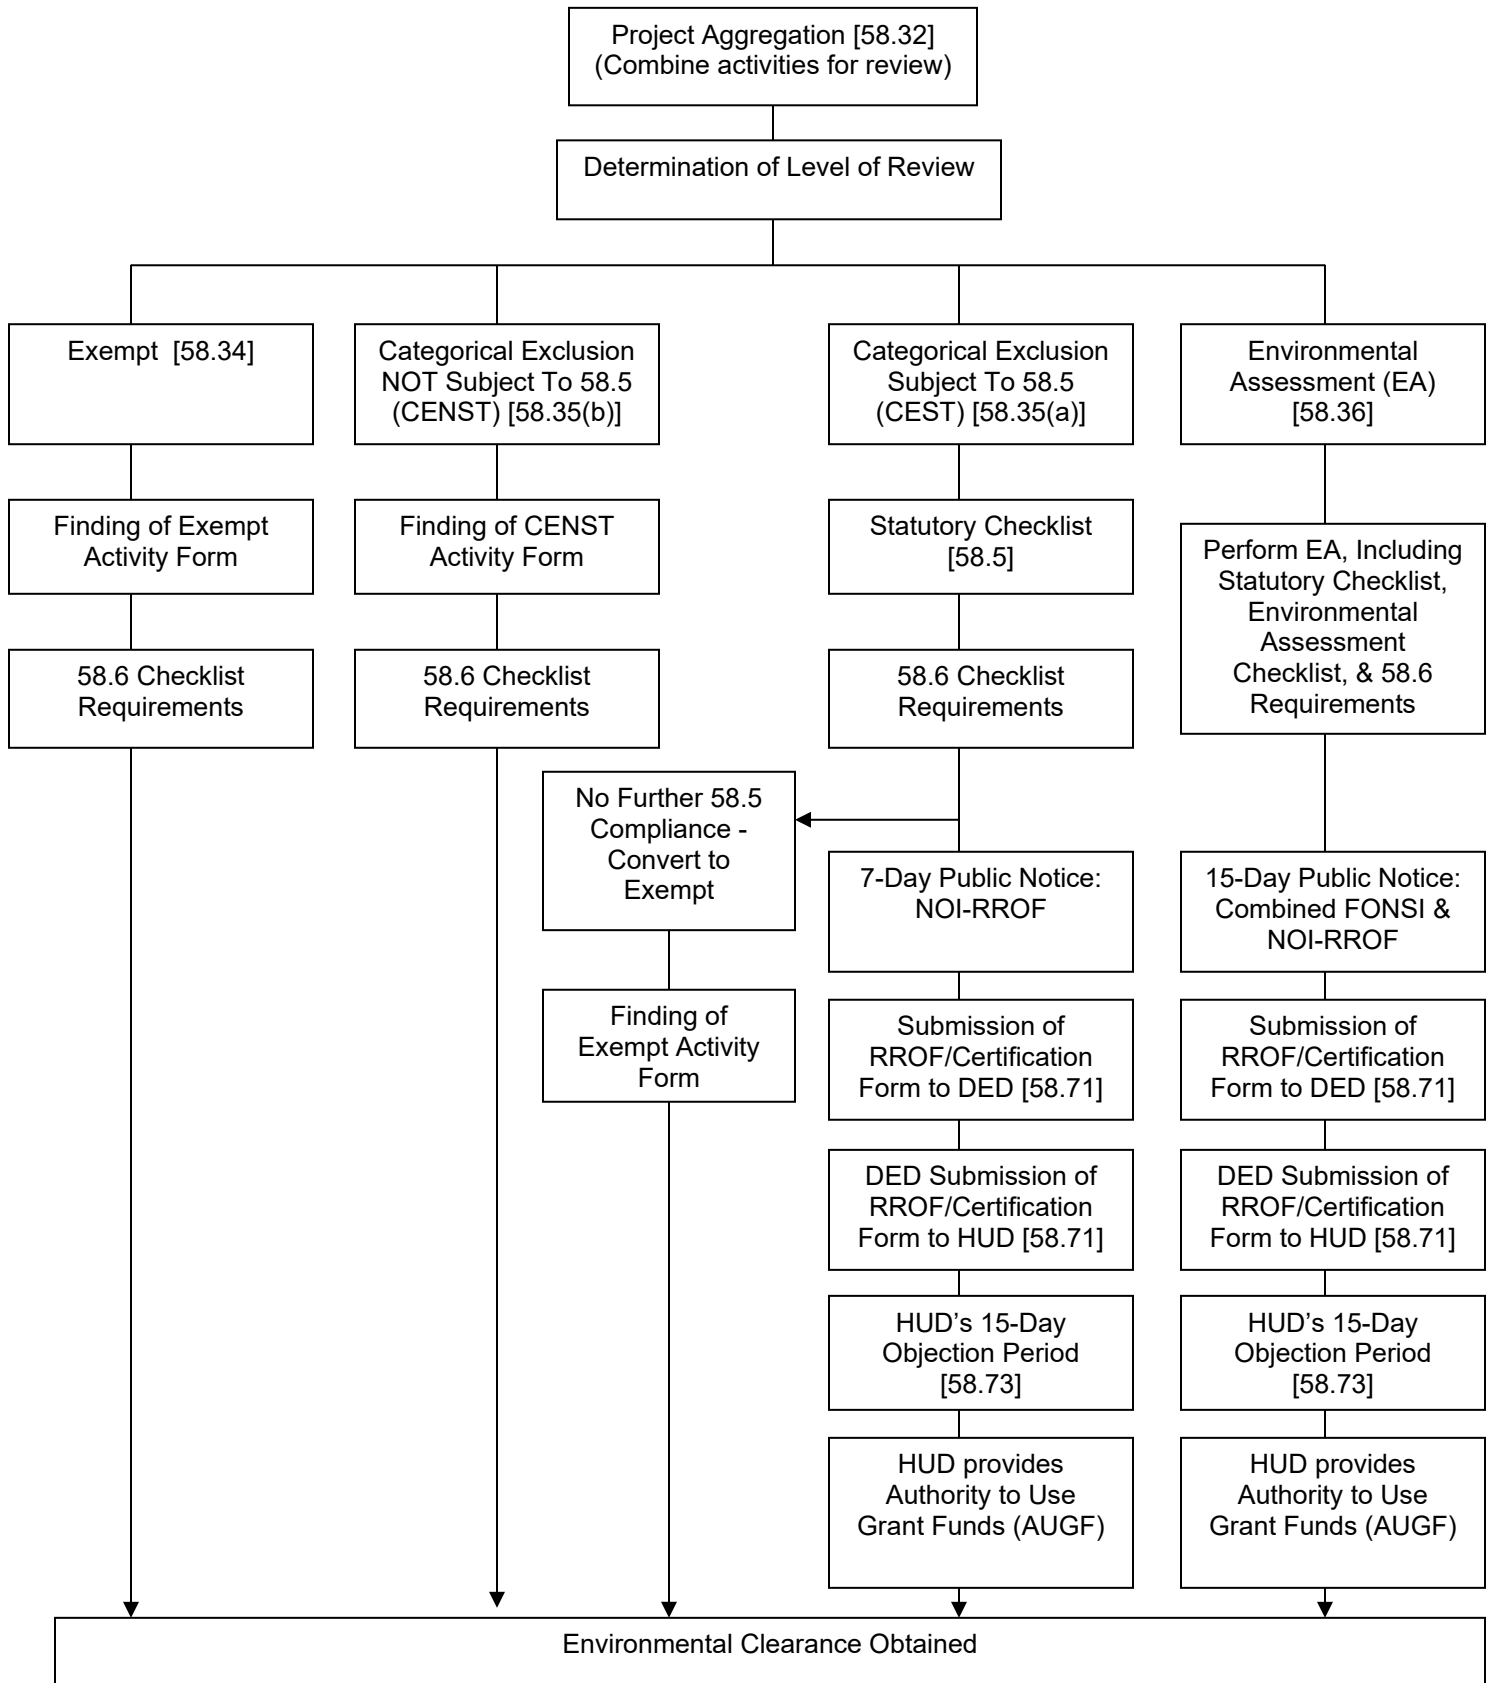 Project Aggregation [58.32]
(Combine activities for review)
Determination of Level of Review
Exempt  [58.34]
Categorical Exclusion
NOT Subject To 58.5
(CENST) [58.35(b)]
Categorical Exclusion
Subject To 58.5
(CEST) [58.35(a)]
Environmental
Assessment (EA)
[58.36]
Finding of Exempt
Activity Form
Finding of CENST
Activity Form
Statutory Checklist
[58.5]
Perform EA, Including
Statutory Checklist,
Environmental
Assessment
Checklist, & 58.6
Requirements
58.6 Checklist
Requirements
58.6 Checklist
Requirements
58.6 Checklist
Requirements
No Further 58.5
Compliance -
Convert to
Exempt
7-Day Public Notice:
NOI-RROF
15-Day Public Notice:
Combined FONSI &
NOI-RROF
Finding of
Exempt Activity
Form
Submission of
RROF/Certification
Form to DED [58.71]
Submission of
RROF/Certification
Form to DED [58.71]
DED Submission of
RROF/Certification
Form to HUD [58.71]
DED Submission of
RROF/Certification
Form to HUD [58.71]
HUD’s 15-Day
Objection Period
[58.73]
HUD’s 15-Day
Objection Period
[58.73]
HUD provides
Authority to Use
Grant Funds (AUGF)
HUD provides
Authority to Use
Grant Funds (AUGF)
Environmental Clearance Obtained